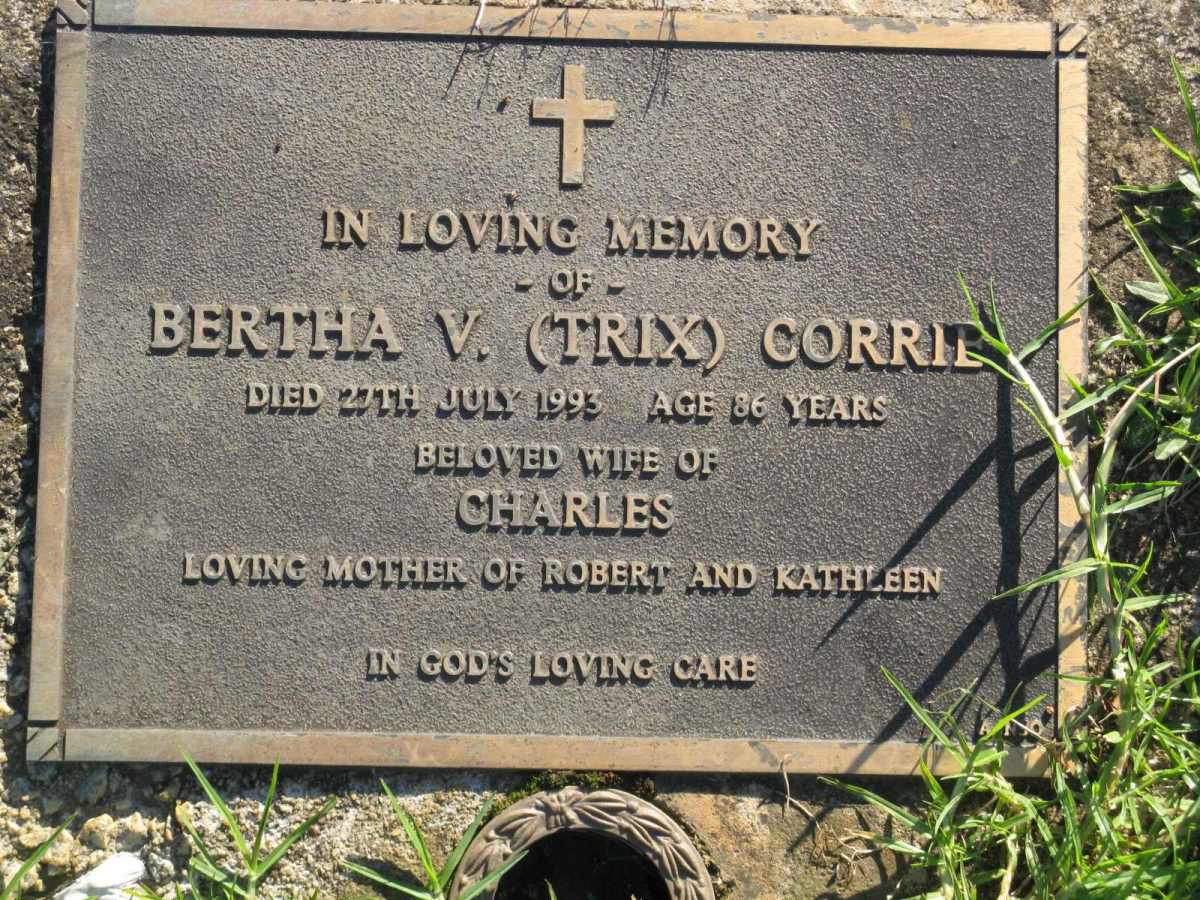 IN LOVING MEMORY
- OF -
BERTHA V. (TRIX) CORRIE
DIED 27TH JULY 1993 AGE 86 YEARS
BELOVED WIFE OF
CHARLES
LOVING MOTHER OF ROBERT AND KATHLEEN
IN GOD'S LOVING CARE